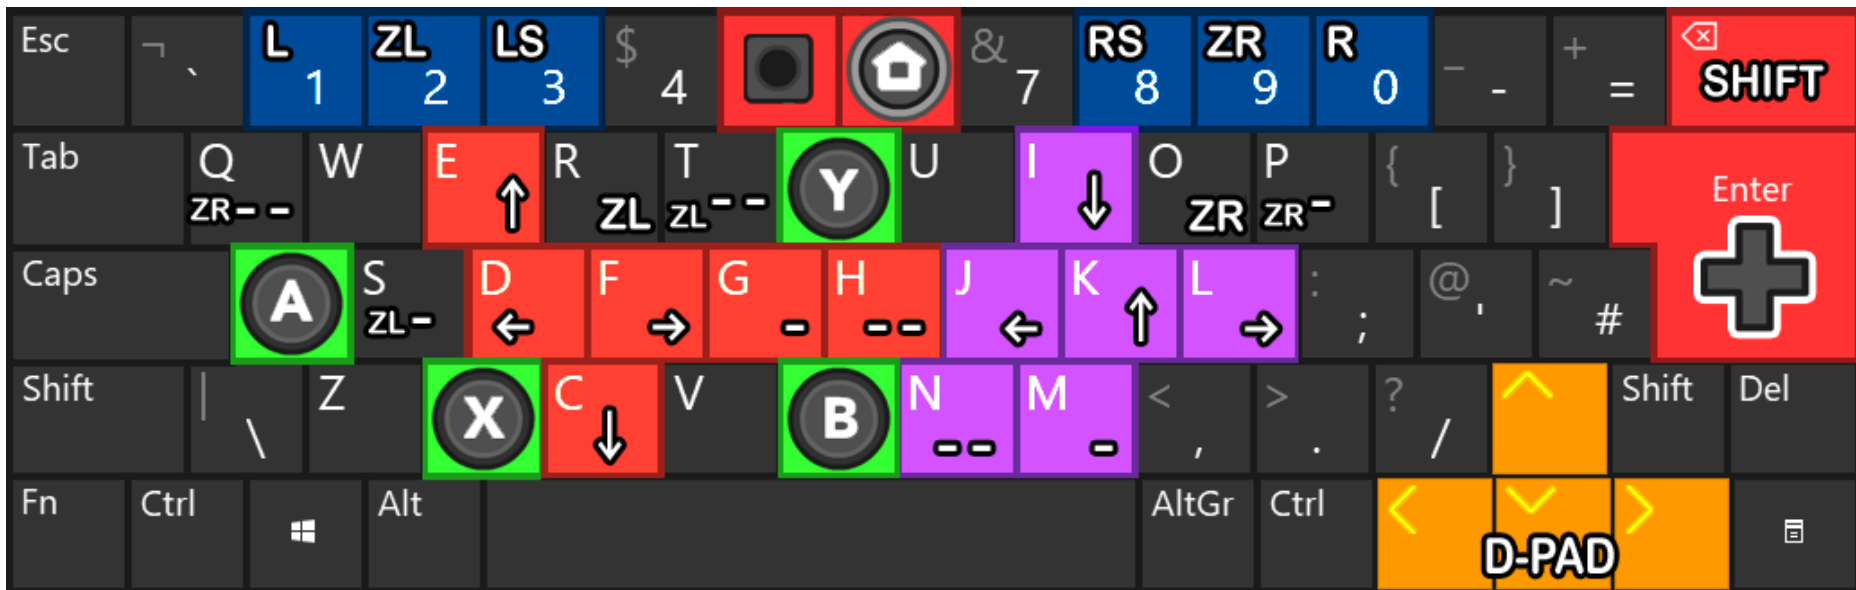 Esc ¬ ` L 1 ZL 2 LS 3 $ 4 & 7 RS 8 ZR 9 R 0 _ - + = SHIFT
Tab Q ZR-- W E ↑ R ZL T ZL-- Y U I ↓ O ZR P ZR- { [ } ] Enter
Caps A S ZL- D ← F → G - H -- J ← K ↑ L → : ; @ ' ~ #
Shift | \ Z X C ↓ V B N -- M - < , > . ? / Shift Del
Fn Ctrl Alt AltGr Ctrl D-PAD